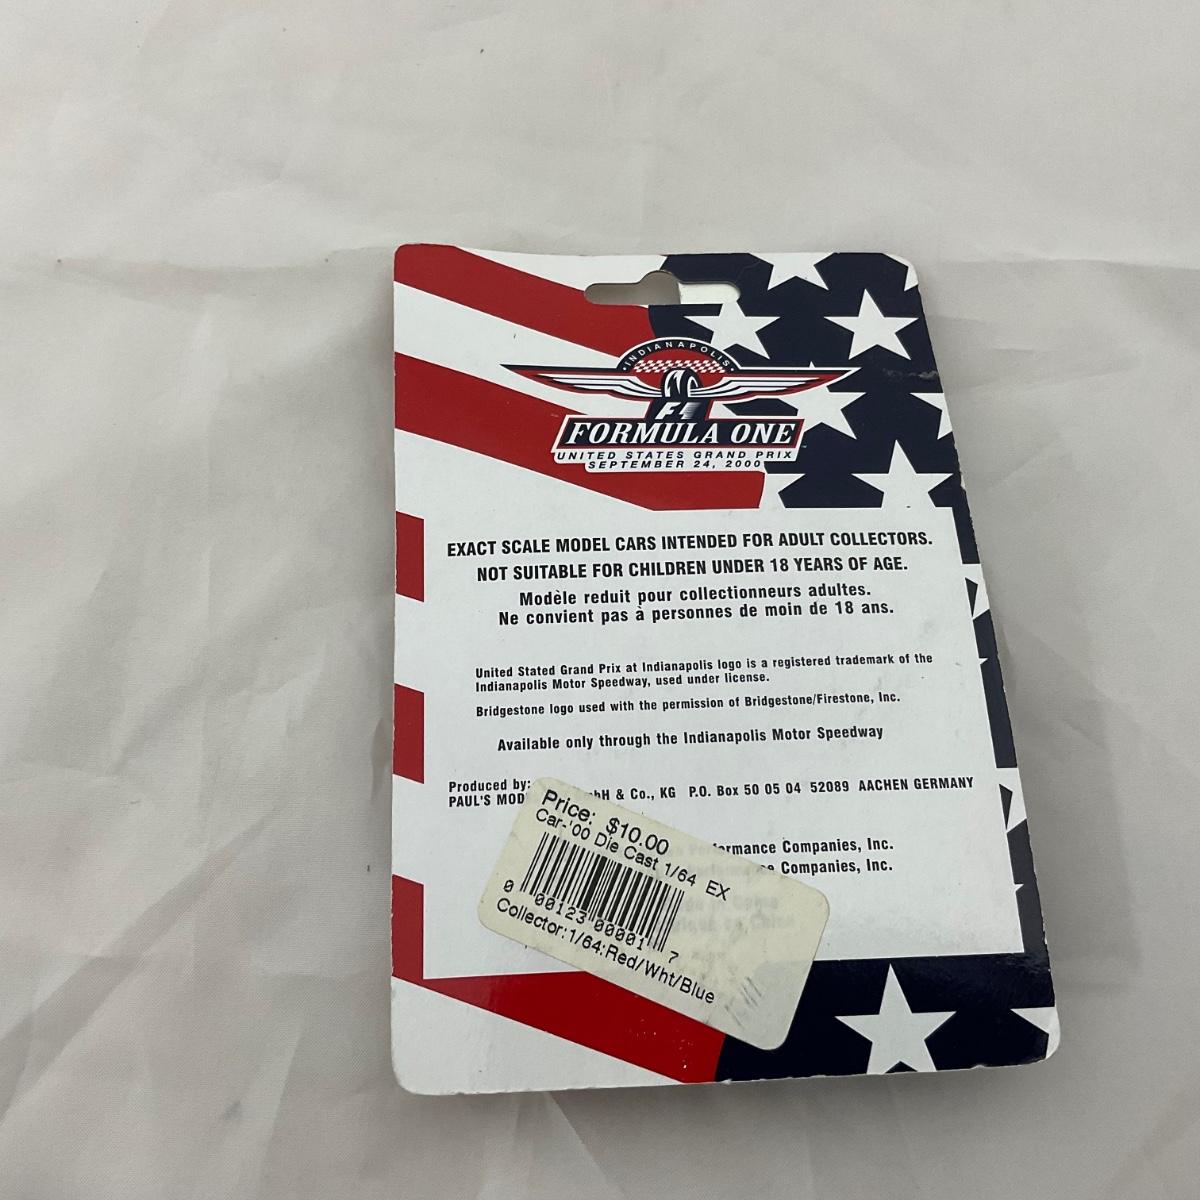 INDIANAPOLIS
F1
FORMULA ONE
UNITED STATES GRAND PRIX
SEPTEMBER 24, 2000
EXACT SCALE MODEL CARS INTENDED FOR ADULT COLLECTORS.
NOT SUITABLE FOR CHILDREN UNDER 18 YEARS OF AGE.
Modèle reduit pour collectionneurs adultes.
Ne convient pas à personnes de moin de 18 ans.
United Stated Grand Prix at Indianapolis logo is a registered trademark of the
Indianapolis Motor Speedway, used under license.
Bridgestone logo used with the permission of Bridgestone/Firestone, Inc.
Available only through the Indianapolis Motor Speedway
Produced by:
PAUL'S & Co., KG P.O. Box 50 05 04 52089 AACHEN GERMANY
Companies, Inc.
Companies, Inc.
Price: $10.00
Car-'00 Die Cast 1/64 EX
0 00123 00001 7
Collector:1/64:Red/Wht/Blue